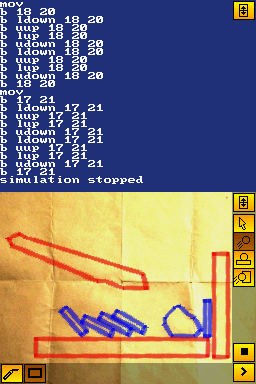 mov
b 18 20
b ldown 18 20
b uup 18 20
b lup 18 20
b udown 18 20
b ldown 18 20
b uup 18 20
b lup 18 20
b udown 18 20
b 18 20
mov
b 17 21
b ldown 17 21
b uup 17 21
b lup 17 21
b udown 17 21
b ldown 17 21
b uup 17 21
b lup 17 21
b udown 17 21
b 17 21
simulation stopped